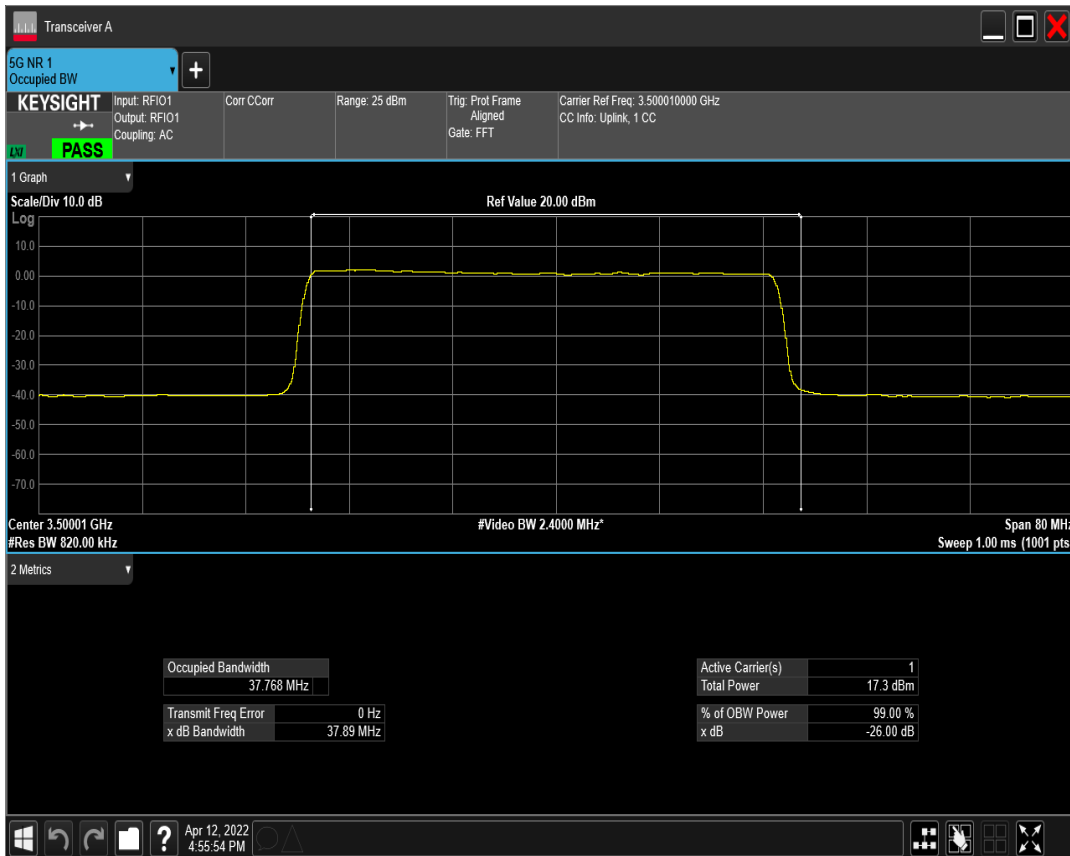 Transceiver A
5G NR 1
Occupied BW
KEYSIGHT
LXI
PASS
Input: RFIO1
Output: RFIO1
Coupling: AC
Corr CCorr
Range: 25 dBm
Trig: Prot Frame
Aligned
Gate: FFT
Carrier Ref Freq: 3.500010000 GHz
CC Info: Uplink, 1 CC
1 Graph
Scale/Div 10.0 dB
Ref Value 20.00 dBm
Log
10.0
0.00
-10.0
-20.0
-30.0
-40.0
-50.0
-60.0
-70.0
Center 3.50001 GHz
#Video BW 2.4000 MHz*
Span 80 MHz
#Res BW 820.00 kHz
Sweep 1.00 ms (1001 pts
2 Metrics
Occupied Bandwidth
37.768 MHz
Transmit Freq Error 0 Hz
x dB Bandwidth 37.89 MHz
Active Carrier(s) 1
Total Power 17.3 dBm
% of OBW Power 99.00 %
x dB -26.00 dB
?
Apr 12, 2022
4:55:54 PM